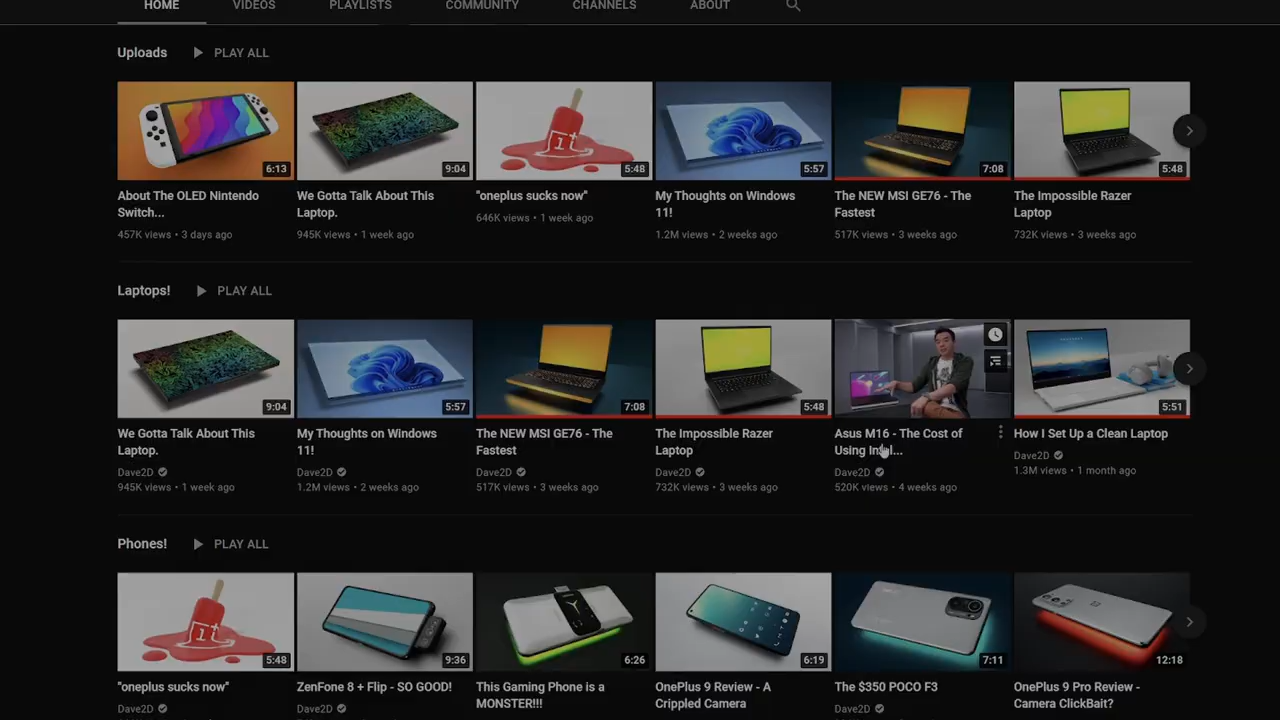 HOME VIDEOS PLAYLISTS COMMUNITY CHANNELS ABOUT
Uploads PLAY ALL
6:13 9:04 5:48 5:57 7:08 5:48
About The OLED Nintendo We Gotta Talk About This "oneplus sucks now" My Thoughts on Windows The NEW MSI GE76 - The The Impossible Razer
Switch... Laptop. 11! Fastest Laptop
646K views • 1 week ago
457K views • 3 days ago 945K views • 1 week ago 1.2M views • 2 weeks ago 517K views • 3 weeks ago 732K views • 3 weeks ago
Laptops! PLAY ALL
9:04 5:57 7:08 5:48 5:51
We Gotta Talk About This My Thoughts on Windows The NEW MSI GE76 - The The Impossible Razer Asus M16 - The Cost of How I Set Up a Clean Laptop
Laptop. 11! Fastest Laptop Using
Dave2D Dave2D Dave2D Dave2D Dave2D Dave2D
945K views • 1 week ago 1.2M views • 2 weeks ago 517K views • 3 weeks ago 732K views • 3 weeks ago 520K views • 4 weeks ago 1.3M views • 1 month ago
Phones! PLAY ALL
5:48 9:36 6:26 6:19 7:11 12:18
"oneplus sucks now" ZenFone 8 + Flip - SO GOOD! This Gaming Phone is a OnePlus 9 Review - A The $350 POCO F3 OnePlus 9 Pro Review -
MONSTER!!! Crippled Camera Camera ClickBait?
Dave2D Dave2D Dave2D